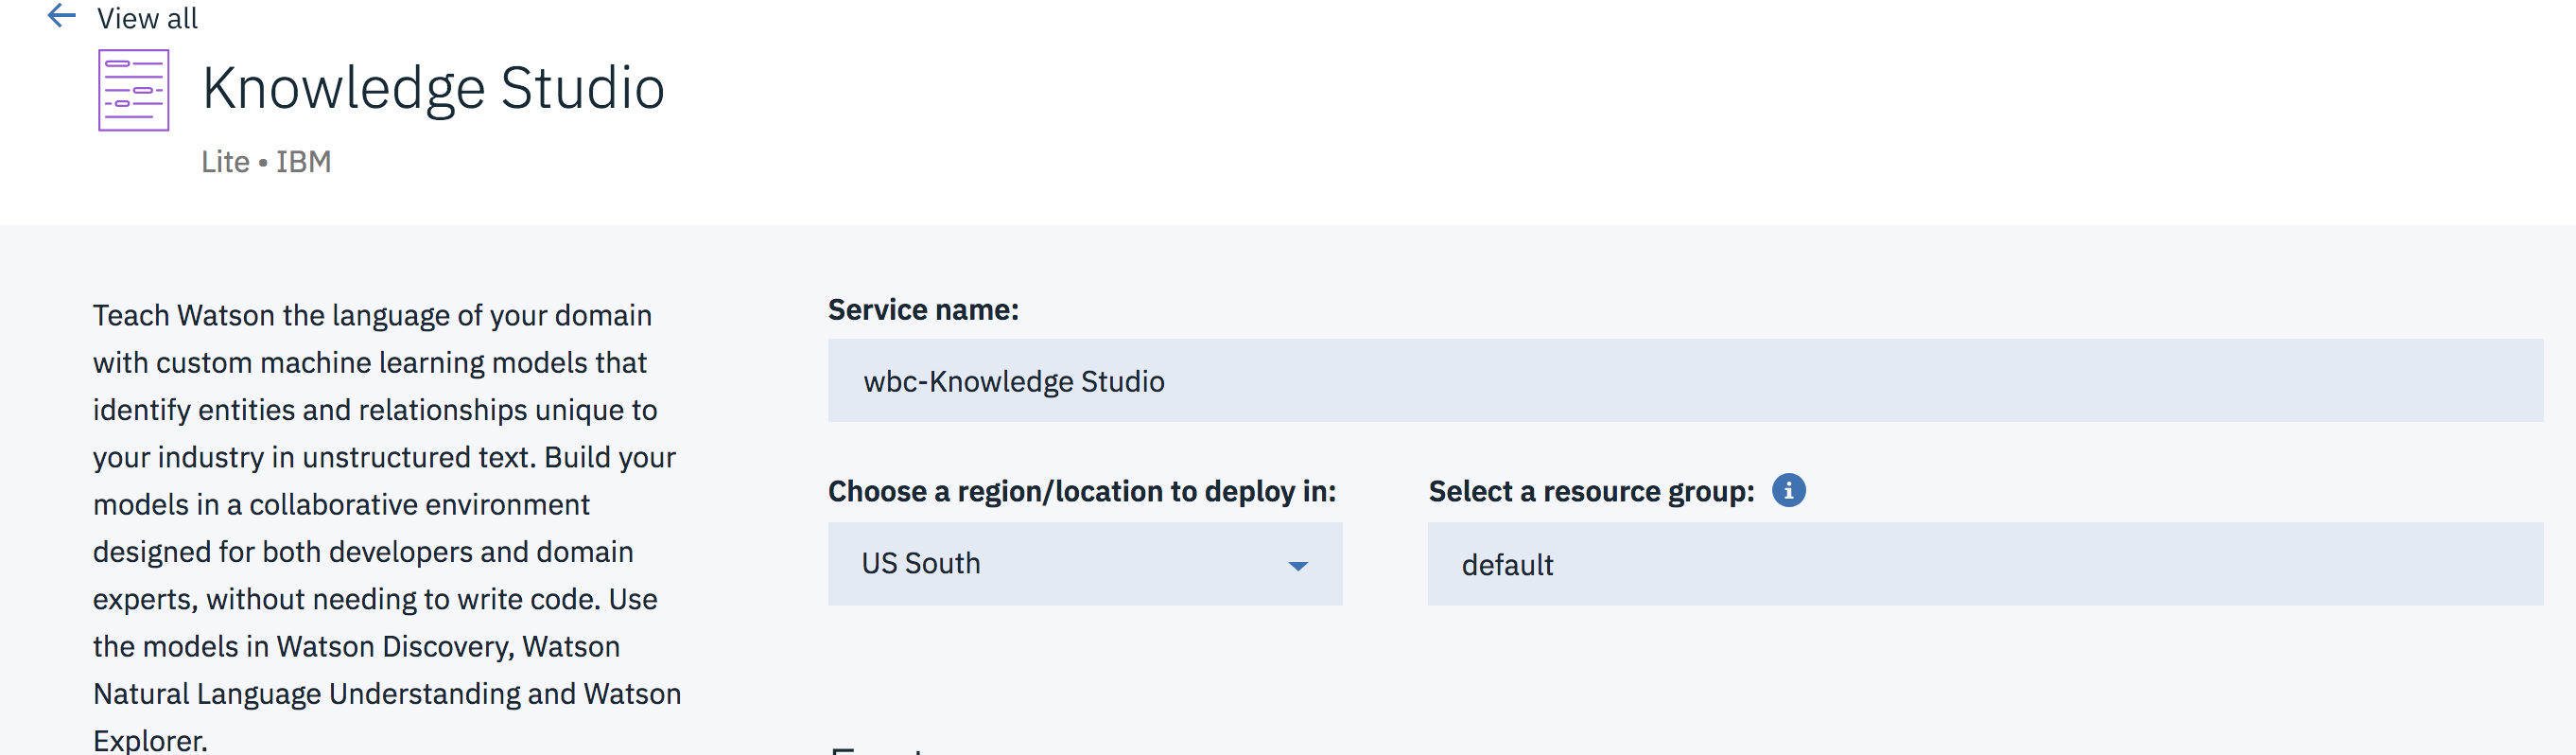 View all
Knowledge Studio
Lite • IBM
Teach Watson the language of your domain
with custom machine learning models that
identify entities and relationships unique to
your industry in unstructured text. Build your
models in a collaborative environment
designed for both developers and domain
experts, without needing to write code. Use
the models in Watson Discovery, Watson
Natural Language Understanding and Watson
Explorer.
Service name:
wbc-Knowledge Studio
Choose a region/location to deploy in:
US South
Select a resource group:
default